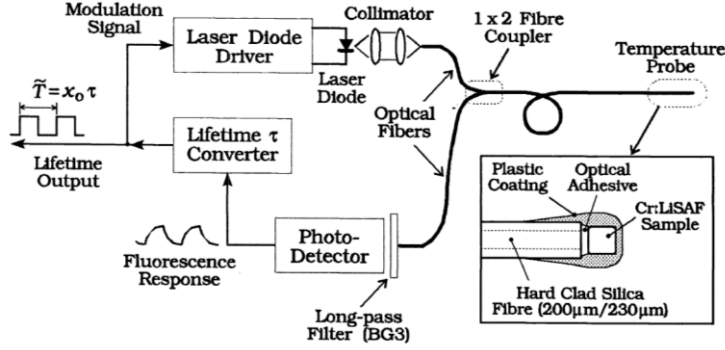 Modulation
Signal
Laser Diode
Driver
Collimator
Laser
Diode
1 x 2 Fibre
Coupler
Temperature
Probe
T̃ = x₀ τ
Optical
Fibers
Lifetime τ
Converter
Lifetime
Output
Plastic
Coating
Optical
Adhesive
Cr:LiSAF
Sample
Photo-
Detector
Fluorescence
Response
Hard Clad Silica
Fibre (200μm/230μm)
Long-pass
Filter (BG3)